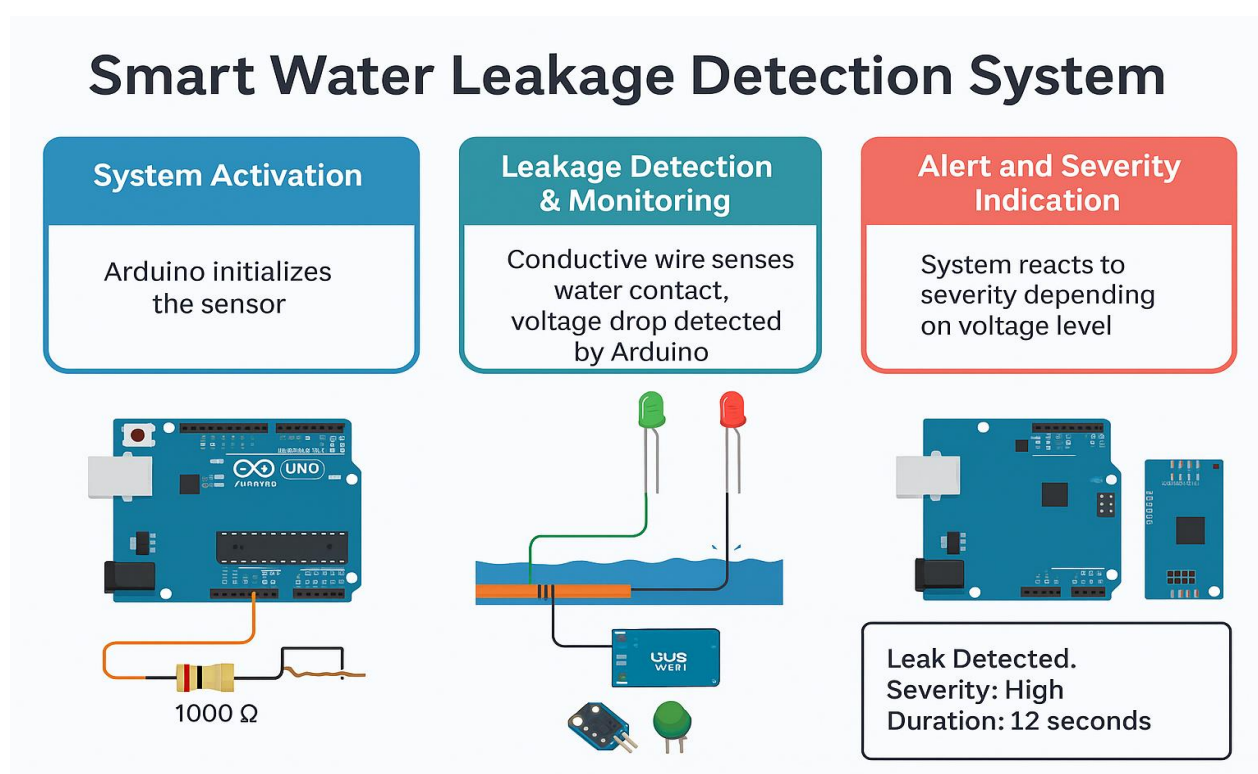 Smart Water Leakage Detection System
System Activation
Arduino initializes
the sensor
Leakage Detection
& Monitoring
Conductive wire senses
water contact,
voltage drop detected
by Arduino
Alert and Severity
Indication
System reacts to
severity depending
on voltage level
UNO
1000 Ω
Leak Detected.
Severity: High
Duration: 12 seconds